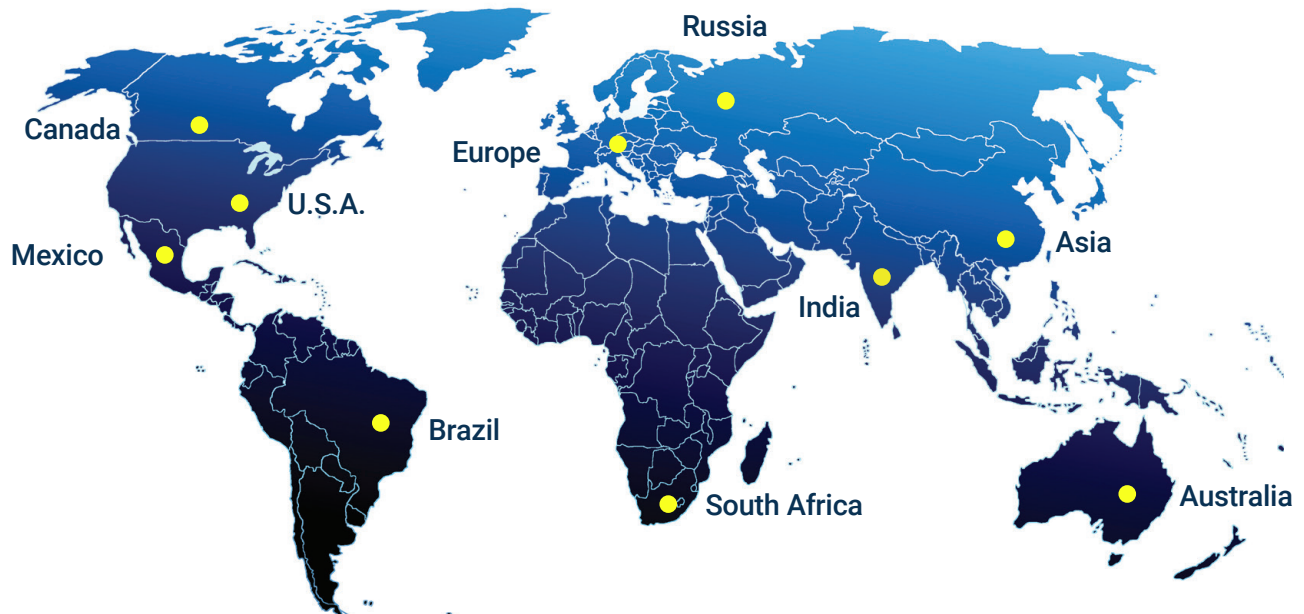 Russia
Canada
Europe
U.S.A.
Mexico
Asia
India
Brazil
South Africa
Australia